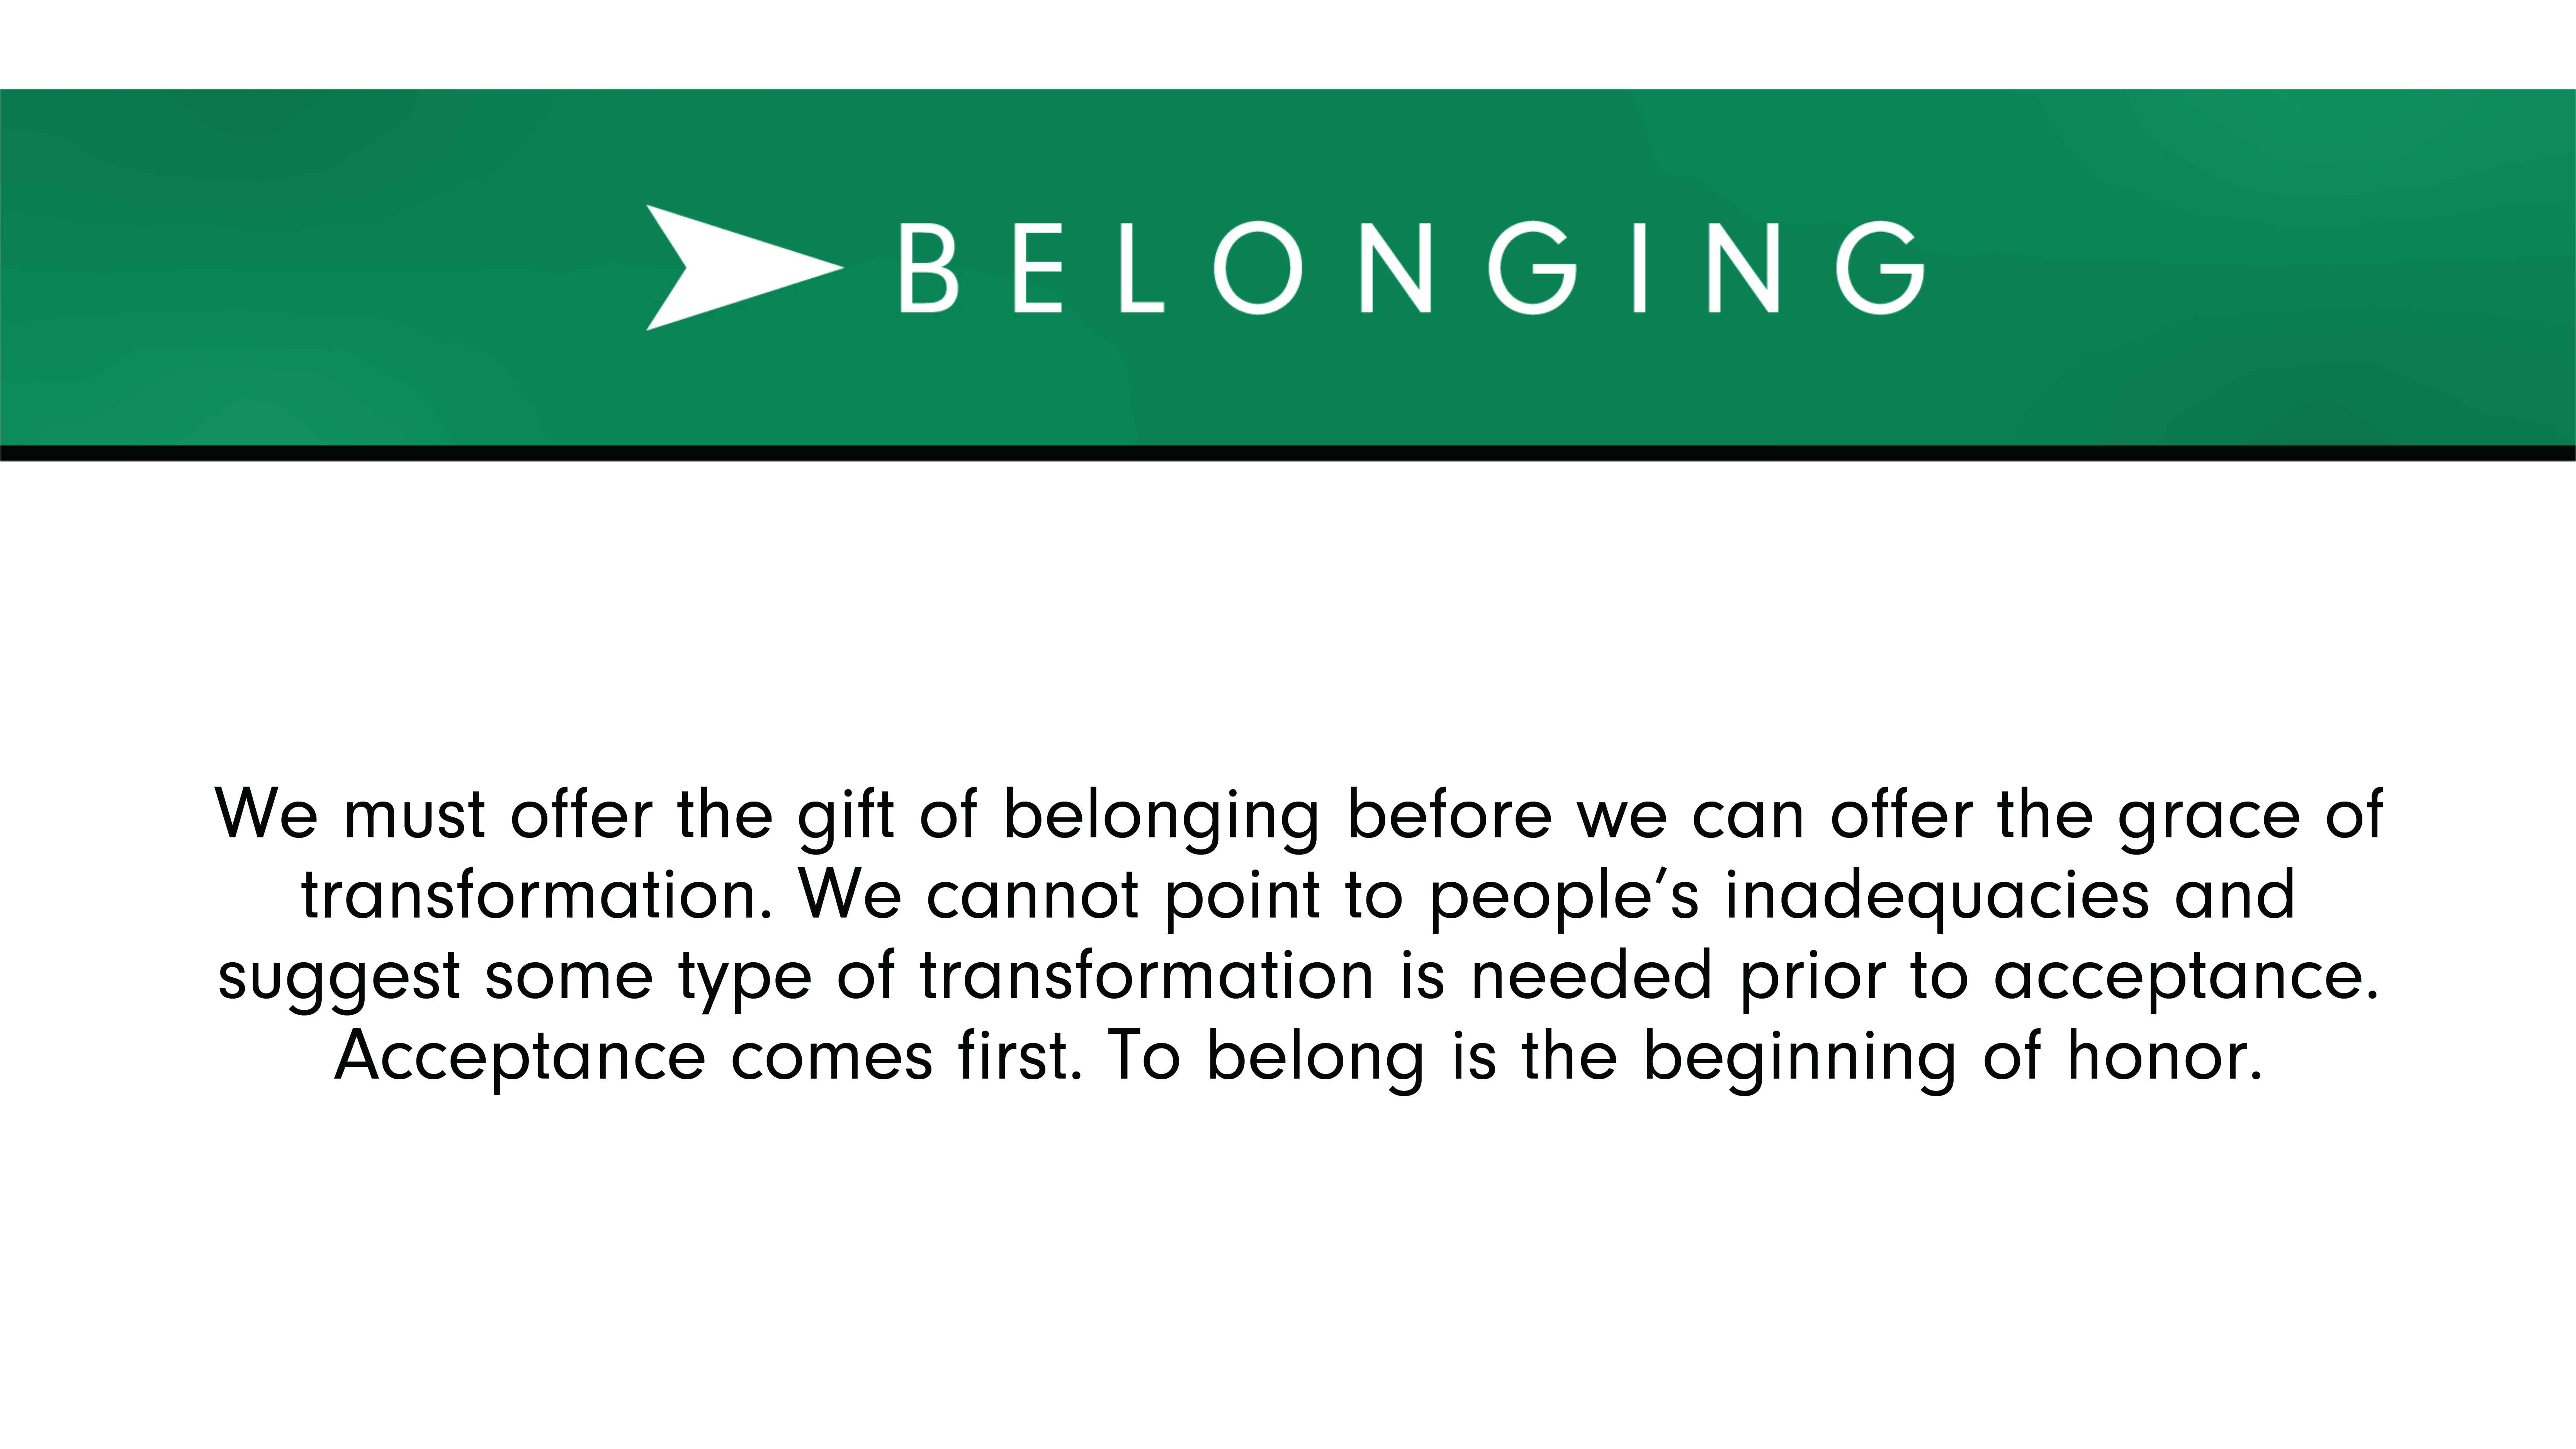 BELONGING
We must offer the gift of belonging before we can offer the grace of
transformation. We cannot point to people’s inadequacies and
suggest some type of transformation is needed prior to acceptance.
Acceptance comes first. To belong is the beginning of honor.